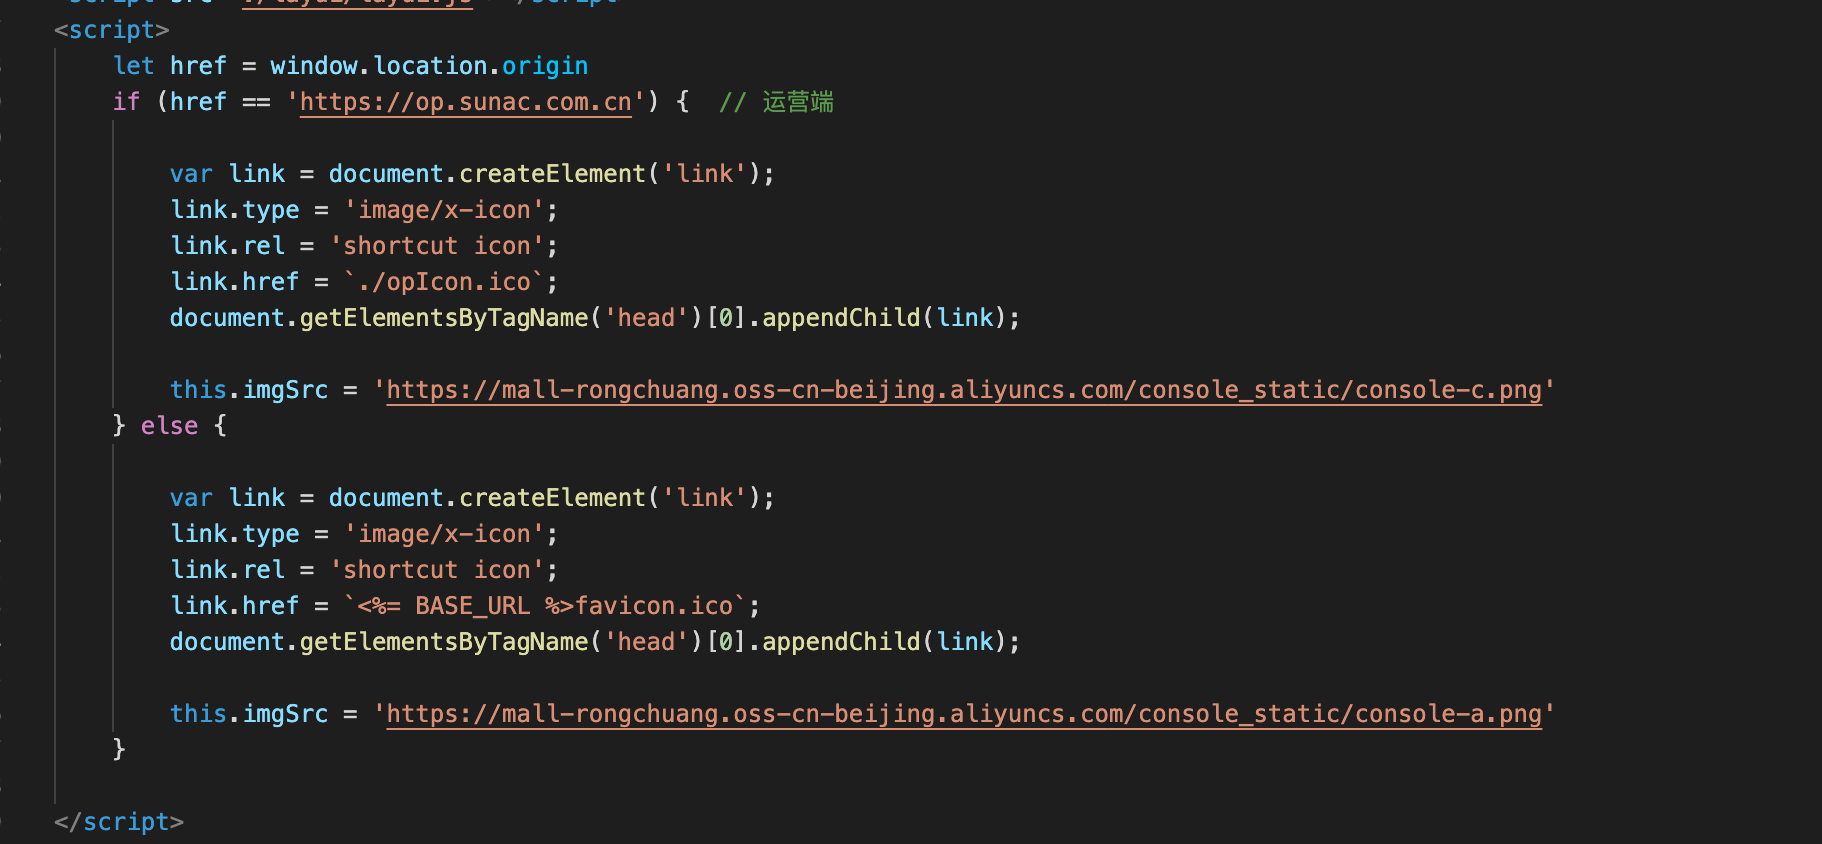 <script>
let href = window.location.origin
if (href == 'https://op.sunac.com.cn') {  // 运营端
var link = document.createElement('link');
link.type = 'image/x-icon';
link.rel = 'shortcut icon';
link.href = `./opIcon.ico`;
document.getElementsByTagName('head')[0].appendChild(link);
this.imgSrc = 'https://mall-rongchuang.oss-cn-beijing.aliyuncs.com/console_static/console-c.png'
} else {
var link = document.createElement('link');
link.type = 'image/x-icon';
link.rel = 'shortcut icon';
link.href = `<%= BASE_URL %>favicon.ico`;
document.getElementsByTagName('head')[0].appendChild(link);
this.imgSrc = 'https://mall-rongchuang.oss-cn-beijing.aliyuncs.com/console_static/console-a.png'
}
</script>